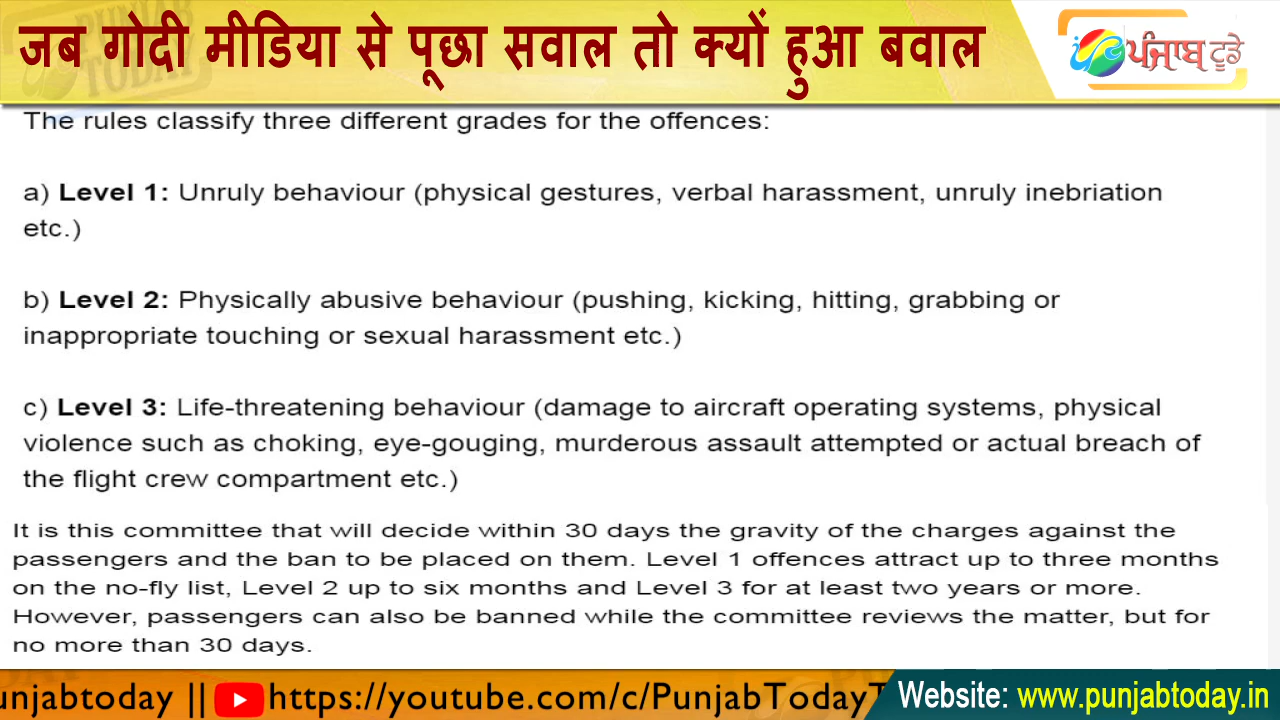 जब गोदी मीडिया से पूछा सवाल तो क्यों हुआ बवाल
ਪੰਜਾਬ ਟੂਡੇ
The rules classify three different grades for the offences:
a) Level 1: Unruly behaviour (physical gestures, verbal harassment, unruly inebriation
etc.)
b) Level 2: Physically abusive behaviour (pushing, kicking, hitting, grabbing or
inappropriate touching or sexual harassment etc.)
c) Level 3: Life-threatening behaviour (damage to aircraft operating systems, physical
violence such as choking, eye-gouging, murderous assault attempted or actual breach of
the flight crew compartment etc.)
It is this committee that will decide within 30 days the gravity of the charges against the
passengers and the ban to be placed on them. Level 1 offences attract up to three months
on the no-fly list, Level 2 up to six months and Level 3 for at least two years or more.
However, passengers can also be banned while the committee reviews the matter, but for
no more than 30 days.
unjabtoday || https://youtube.com/c/PunjabTodayT
Website: www.punjabtoday.in